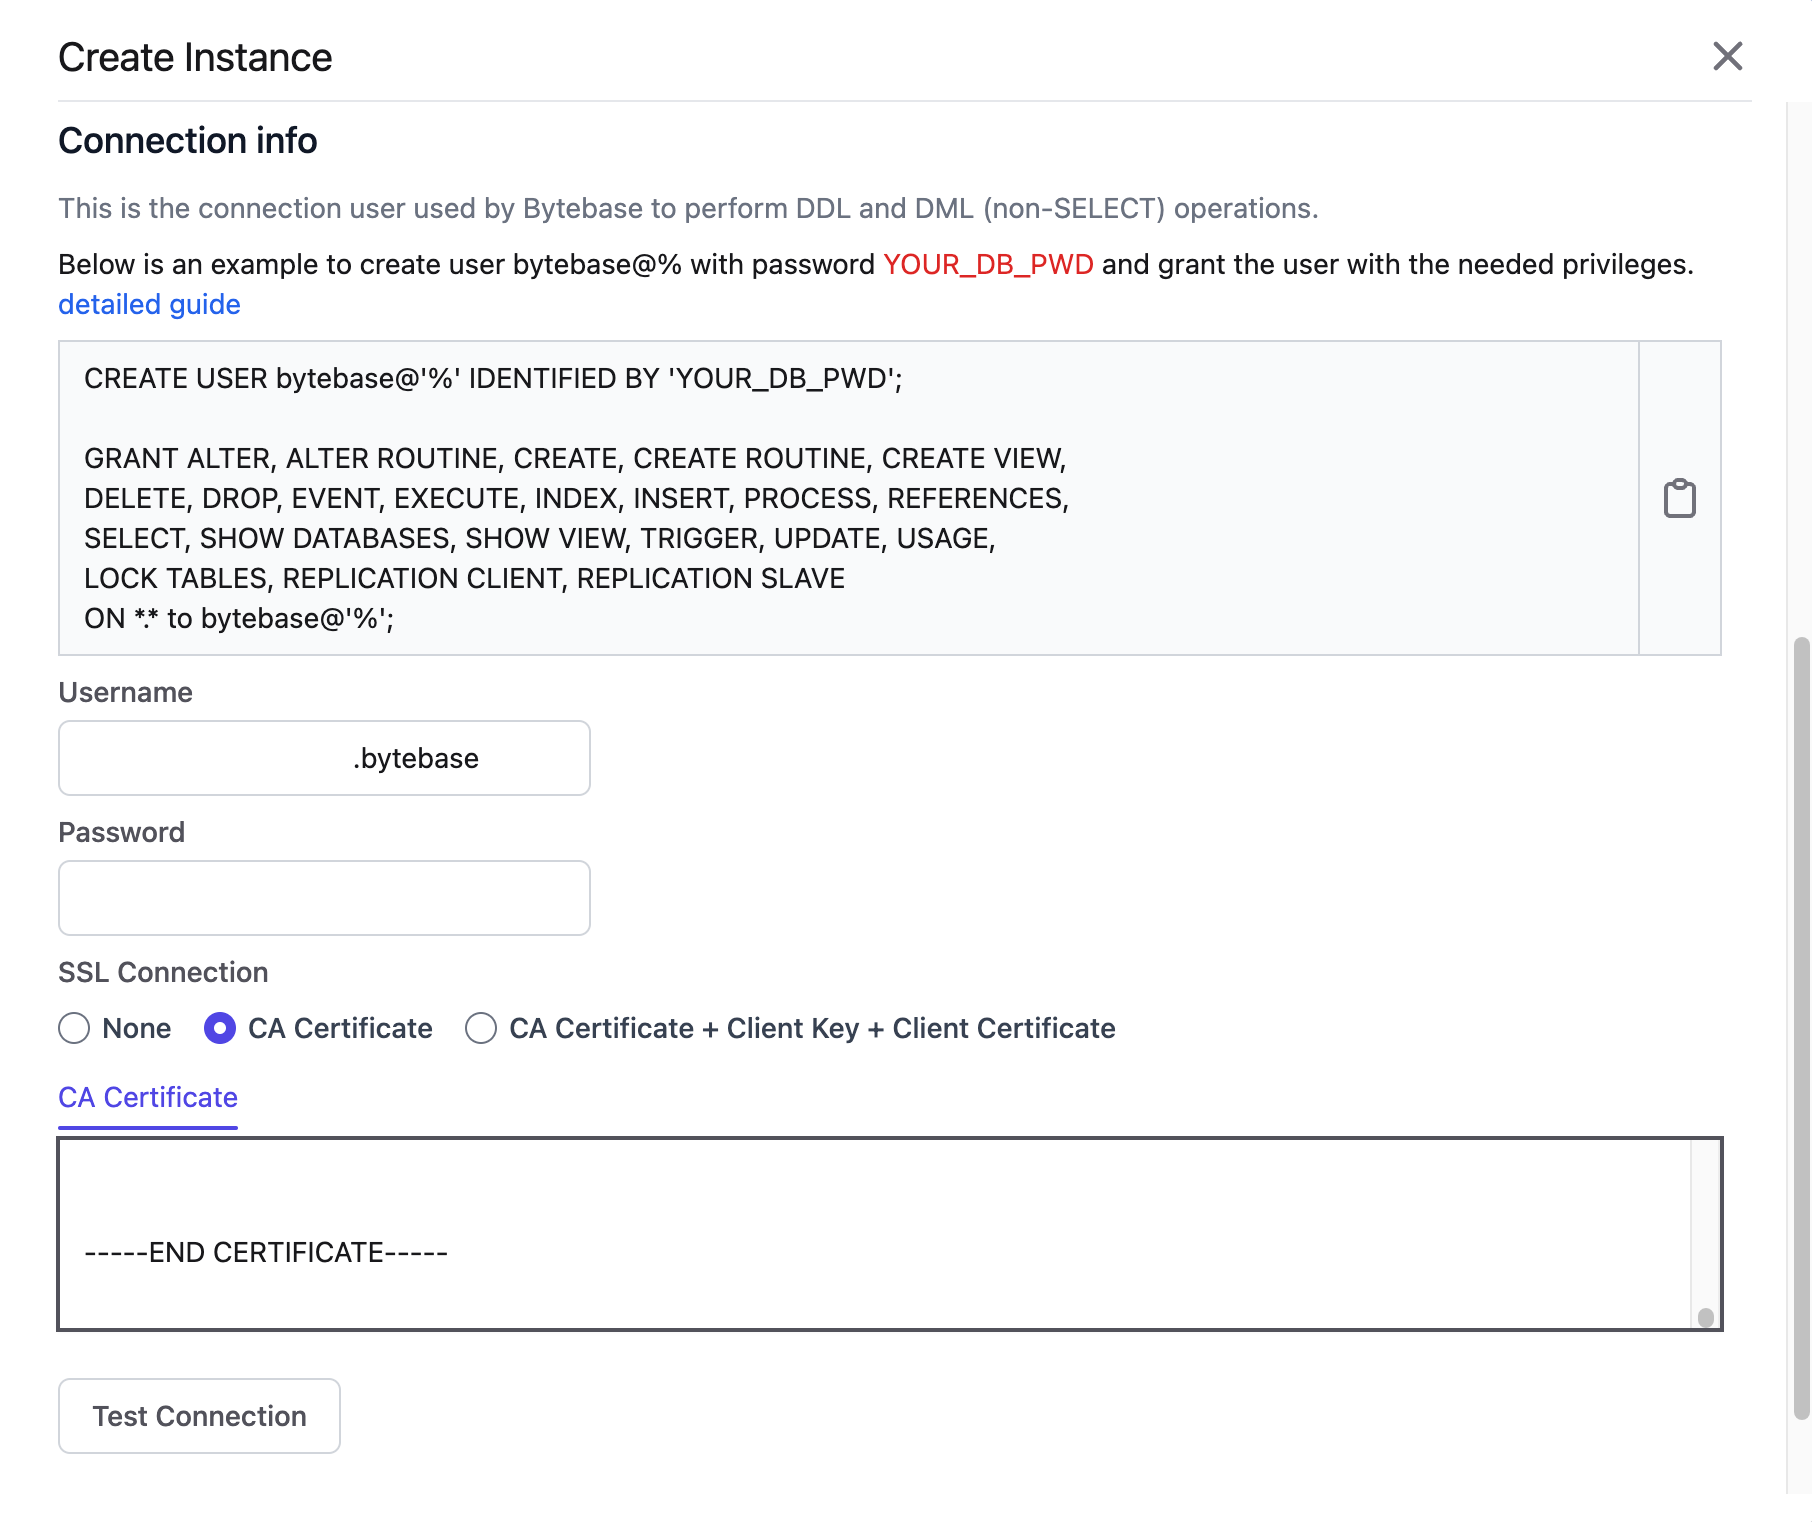 Create Instance
Connection info
This is the connection user used by Bytebase to perform DDL and DML (non-SELECT) operations.
Below is an example to create user bytebase@% with password YOUR_DB_PWD and grant the user with the needed privileges.
detailed guide
CREATE USER bytebase@'%' IDENTIFIED BY 'YOUR_DB_PWD';
GRANT ALTER, ALTER ROUTINE, CREATE, CREATE ROUTINE, CREATE VIEW,
DELETE, DROP, EVENT, EXECUTE, INDEX, INSERT, PROCESS, REFERENCES,
SELECT, SHOW DATABASES, SHOW VIEW, TRIGGER, UPDATE, USAGE,
LOCK TABLES, REPLICATION CLIENT, REPLICATION SLAVE
ON *.* to bytebase@'%';
Username
.bytebase
Password
SSL Connection
None CA Certificate CA Certificate + Client Key + Client Certificate
CA Certificate
-----END CERTIFICATE-----
Test Connection